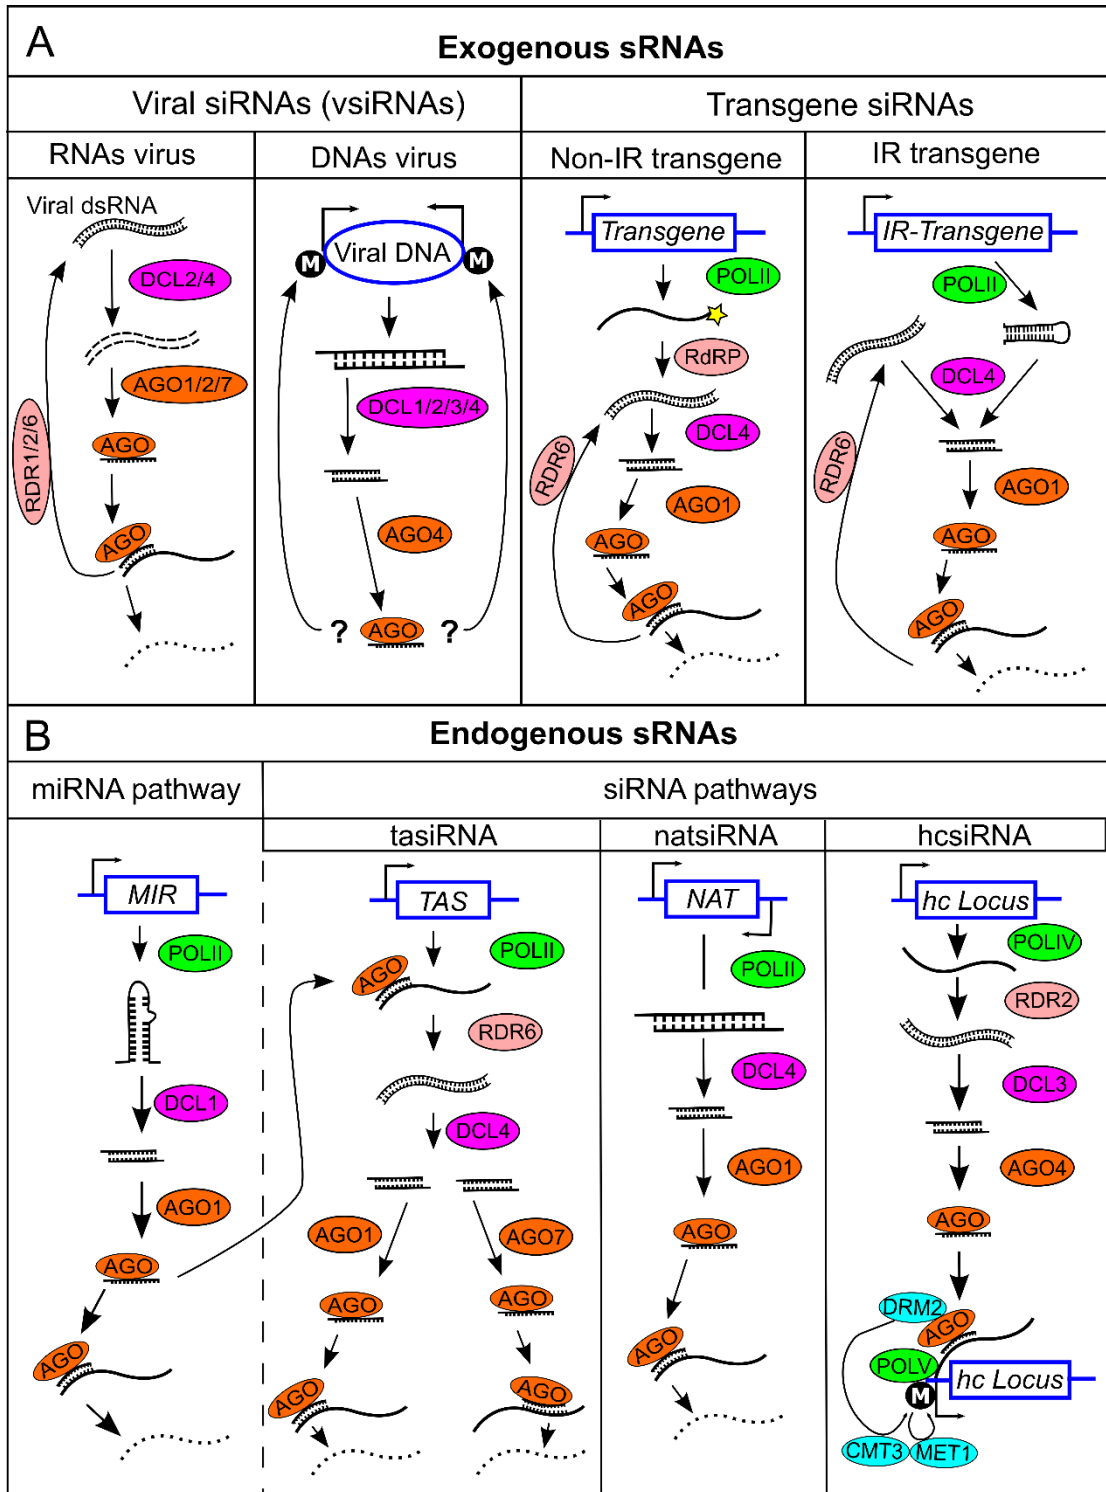 A
Exogenous sRNAs
Viral siRNAs (vsiRNAs)
Transgene siRNAs
RNAs virus
DNAs virus
Non-IR transgene
IR transgene
Viral dsRNA
DCL2/4
AGO1/2/7
AGO
RDR1/2/6
AGO
M
Viral DNA
M
DCL1/2/3/4
AGO4
?
AGO
?
Transgene
POLII
RdRP
DCL4
RDR6
AGO1
AGO
AGO
IR-Transgene
POLII
DCL4
RDR6
AGO1
AGO
AGO
B
Endogenous sRNAs
miRNA pathway
siRNA pathways
tasiRNA
natsiRNA
hcsiRNA
MIR
POLII
DCL1
AGO1
AGO
AGO
TAS
POLII
AGO
RDR6
DCL4
AGO1
AGO7
AGO
AGO
AGO
AGO
NAT
POLII
DCL4
AGO1
AGO
AGO
hc Locus
POLIV
RDR2
DCL3
AGO4
AGO
DRM2
AGO
POLV
M
hc Locus
CMT3
MET1